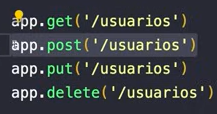 app.get('/usuarios')
app.post('/usuarios')
app.put('/usuarios')
app.delete('/usuarios')